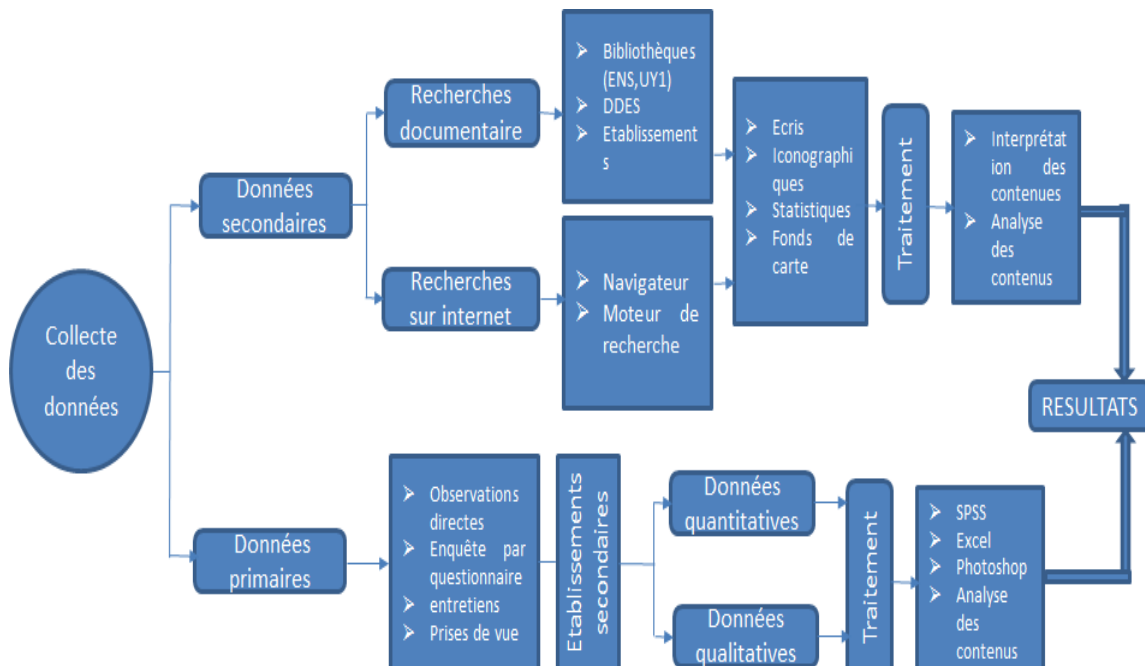 Collecte
des
données
Données
secondaires
Recherches
documentaire
➢ Bibliothèques
(ENS,UY1)
➢ DDES
➢ Etablissement
s
Recherches
sur internet
➢ Navigateur
➢ Moteur de
recherche
➢ Ecris
➢ Iconographi
ques
➢ Statistiques
➢ Fonds de
carte
Traitement
➢ Interprétat
ion des
contenues
➢ Analyse
des
contenus
RESULTATS
Données
primaires
➢ Observations
directes
➢ Enquête par
questionnaire
➢ entretiens
➢ Prises de vue
Etablissements
secondaires
Données
quantitatives
Données
qualitatives
Traitement
➢ SPSS
➢ Excel
➢ Photoshop
➢ Analyse
des
contenus